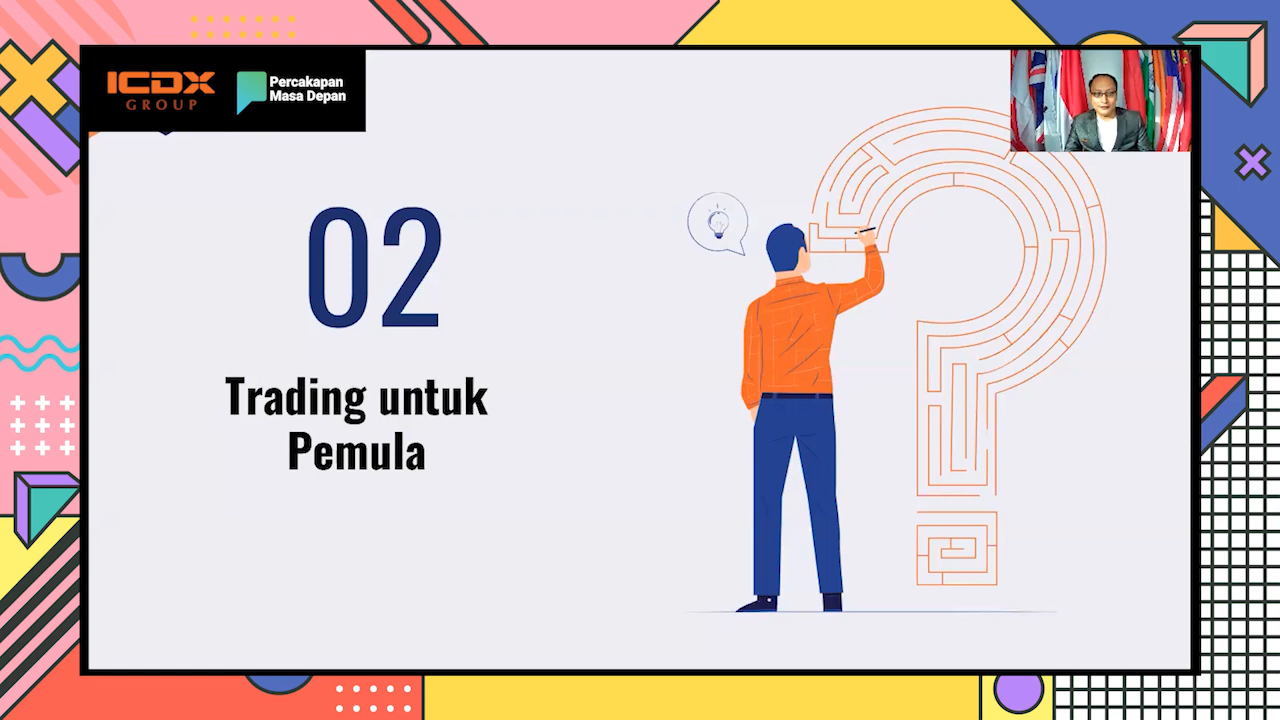 ICDX
GROUP
Percakapan
Masa Depan
02
Trading untuk
Pemula